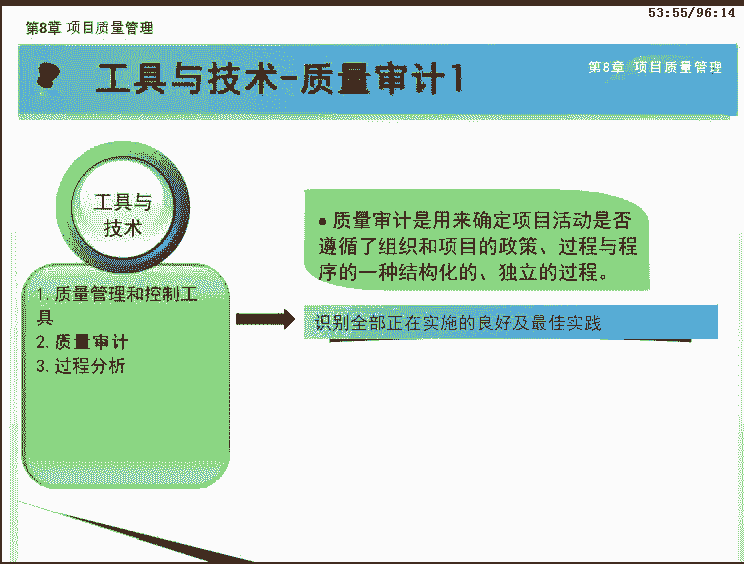 53:55/96:14
第8章 项目质量管理
工具与技术-质量审计1
第8章 项目质量管理
工具与
技术
1. 质量管理和控制工
具
2. 质量审计
3. 过程分析
● 质量审计是用来确定项目活动是否
遵循了组织和项目的政策、过程与程
序的一种结构化的、独立的过程。
识别全部正在实施的良好及最佳实践